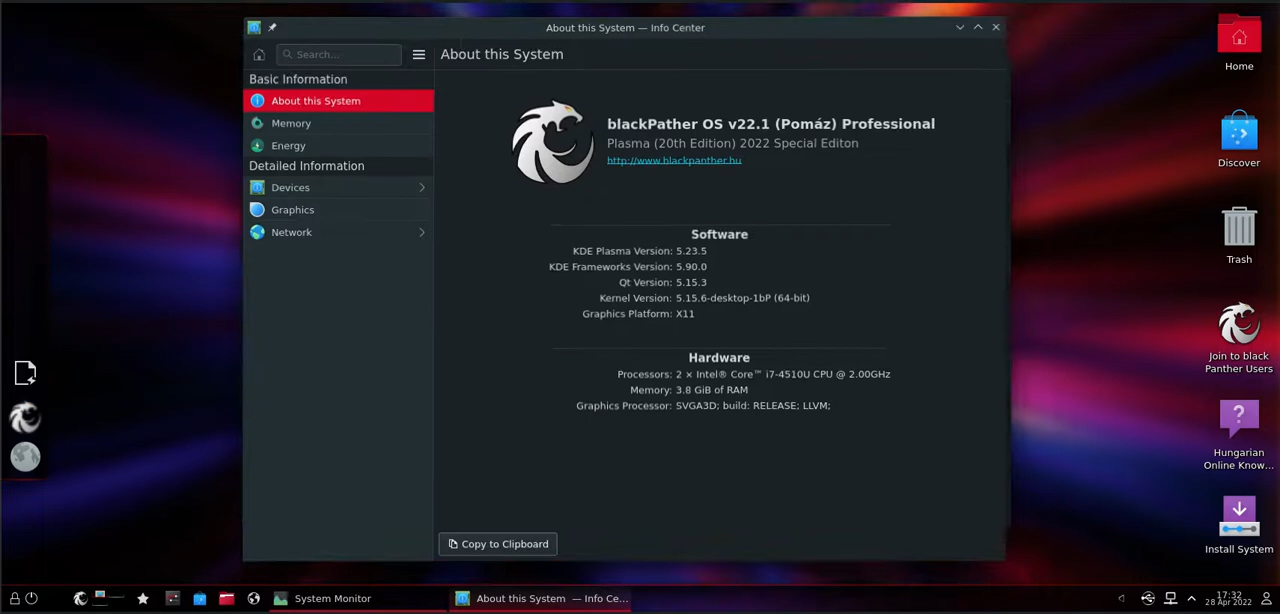 About this System — Info Center
Search...
About this System
Basic Information
About this System
Memory
Energy
Detailed Information
Devices
Graphics
Network
blackPather OS v22.1 (Pomáz) Professional
Plasma (20th Edition) 2022 Special Editon
http://www.blackpanther.hu
Software
KDE Plasma Version: 5.23.5
KDE Frameworks Version: 5.90.0
Qt Version: 5.15.3
Kernel Version: 5.15.6-desktop-1bP (64-bit)
Graphics Platform: X11
Hardware
Processors: 2 × Intel® Core™ i7-4510U CPU @ 2.00GHz
Memory: 3.8 GiB of RAM
Graphics Processor: SVGA3D; build: RELEASE; LLVM;
Copy to Clipboard
Home
Discover
Trash
Join to black
Panther Users
Hungarian
Online Know...
Install System
System Monitor
About this System — Info Ce...
17:32
28 Apr 2022